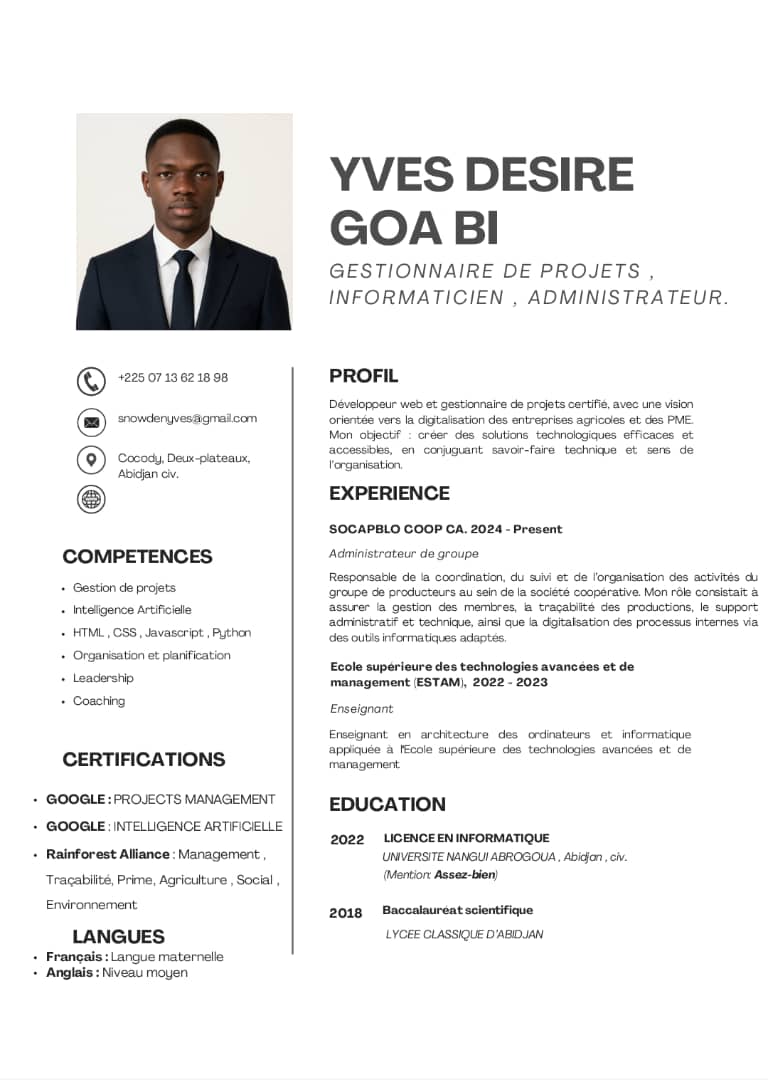 YVES DESIRE
GOA BI
GESTIONNAIRE DE PROJETS ,
INFORMATICIEN , ADMINISTRATEUR.
+225 07 13 62 18 98
snowdenyves@gmail.com
Cocody, Deux-plateaux,
Abidjan civ.
COMPETENCES
• Gestion de projets
• Intelligence Artificielle
• HTML , CSS , Javascript , Python
• Organisation et planification
• Leadership
• Coaching
CERTIFICATIONS
• GOOGLE : PROJECTS MANAGEMENT
• GOOGLE : INTELLIGENCE ARTIFICIELLE
• Rainforest Alliance : Management ,
Traçabilité, Prime, Agriculture , Social ,
Environnement
LANGUES
• Français : Langue maternelle
• Anglais : Niveau moyen
PROFIL
Développeur web et gestionnaire de projets certifié, avec une vision
orientée vers la digitalisation des entreprises agricoles et des PME.
Mon objectif : créer des solutions technologiques efficaces et
accessibles, en conjuguant savoir-faire technique et sens de
l'organisation.
EXPERIENCE
SOCAPBLO COOP CA. 2024 - Present
Administrateur de groupe
Responsable de la coordination, du suivi et de l'organisation des activités du
groupe de producteurs au sein de la société coopérative. Mon rôle consistait à
assurer la gestion des membres, la traçabilité des productions, le support
administratif et technique, ainsi que la digitalisation des processus internes via
des outils informatiques adaptés.
Ecole supérieure des technologies avancées et de
management (ESTAM), 2022 - 2023
Enseignant
Enseignant en architecture des ordinateurs et informatique
appliquée à l'Ecole supérieure des technologies avancées et de
management
EDUCATION
2022 LICENCE EN INFORMATIQUE
UNIVERSITE NANGUI ABROGOUA , Abidjan , civ.
(Mention: Assez-bien)
2018 Baccalauréat scientifique
LYCEE CLASSIQUE D'ABIDJAN